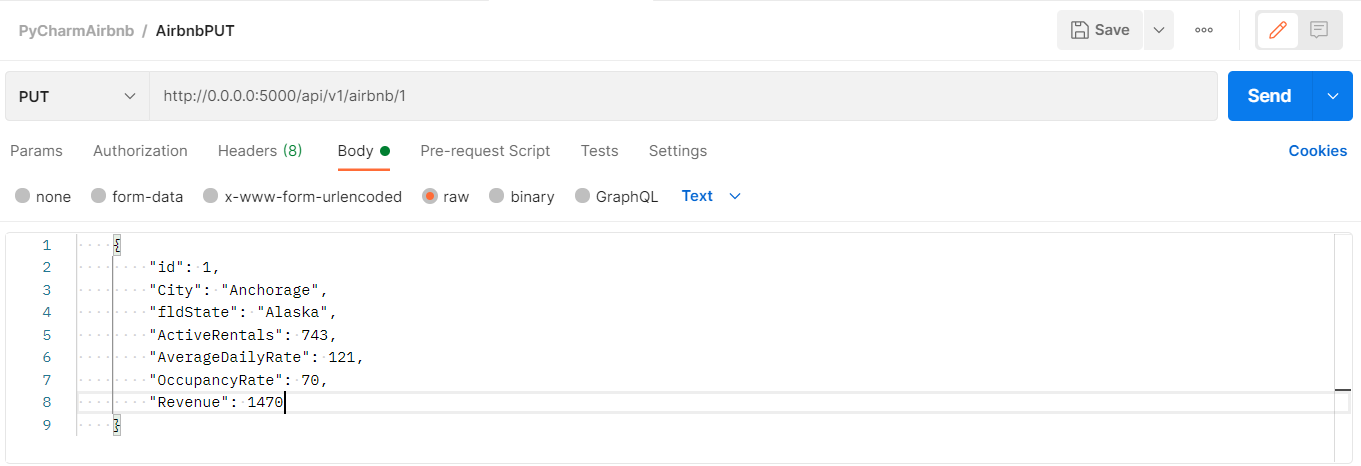 PyCharmAirbnb / AirbnbPUT Save
PUT http://0.0.0.0:5000/api/v1/airbnb/1 Send
Params Authorization Headers (8) Body Pre-request Script Tests Settings Cookies
none form-data x-www-form-urlencoded raw binary GraphQL Text
1 {
2 "id": 1,
3 "City": "Anchorage",
4 "fldState": "Alaska",
5 "ActiveRentals": 743,
6 "AverageDailyRate": 121,
7 "OccupancyRate": 70,
8 "Revenue": 1470
9 }